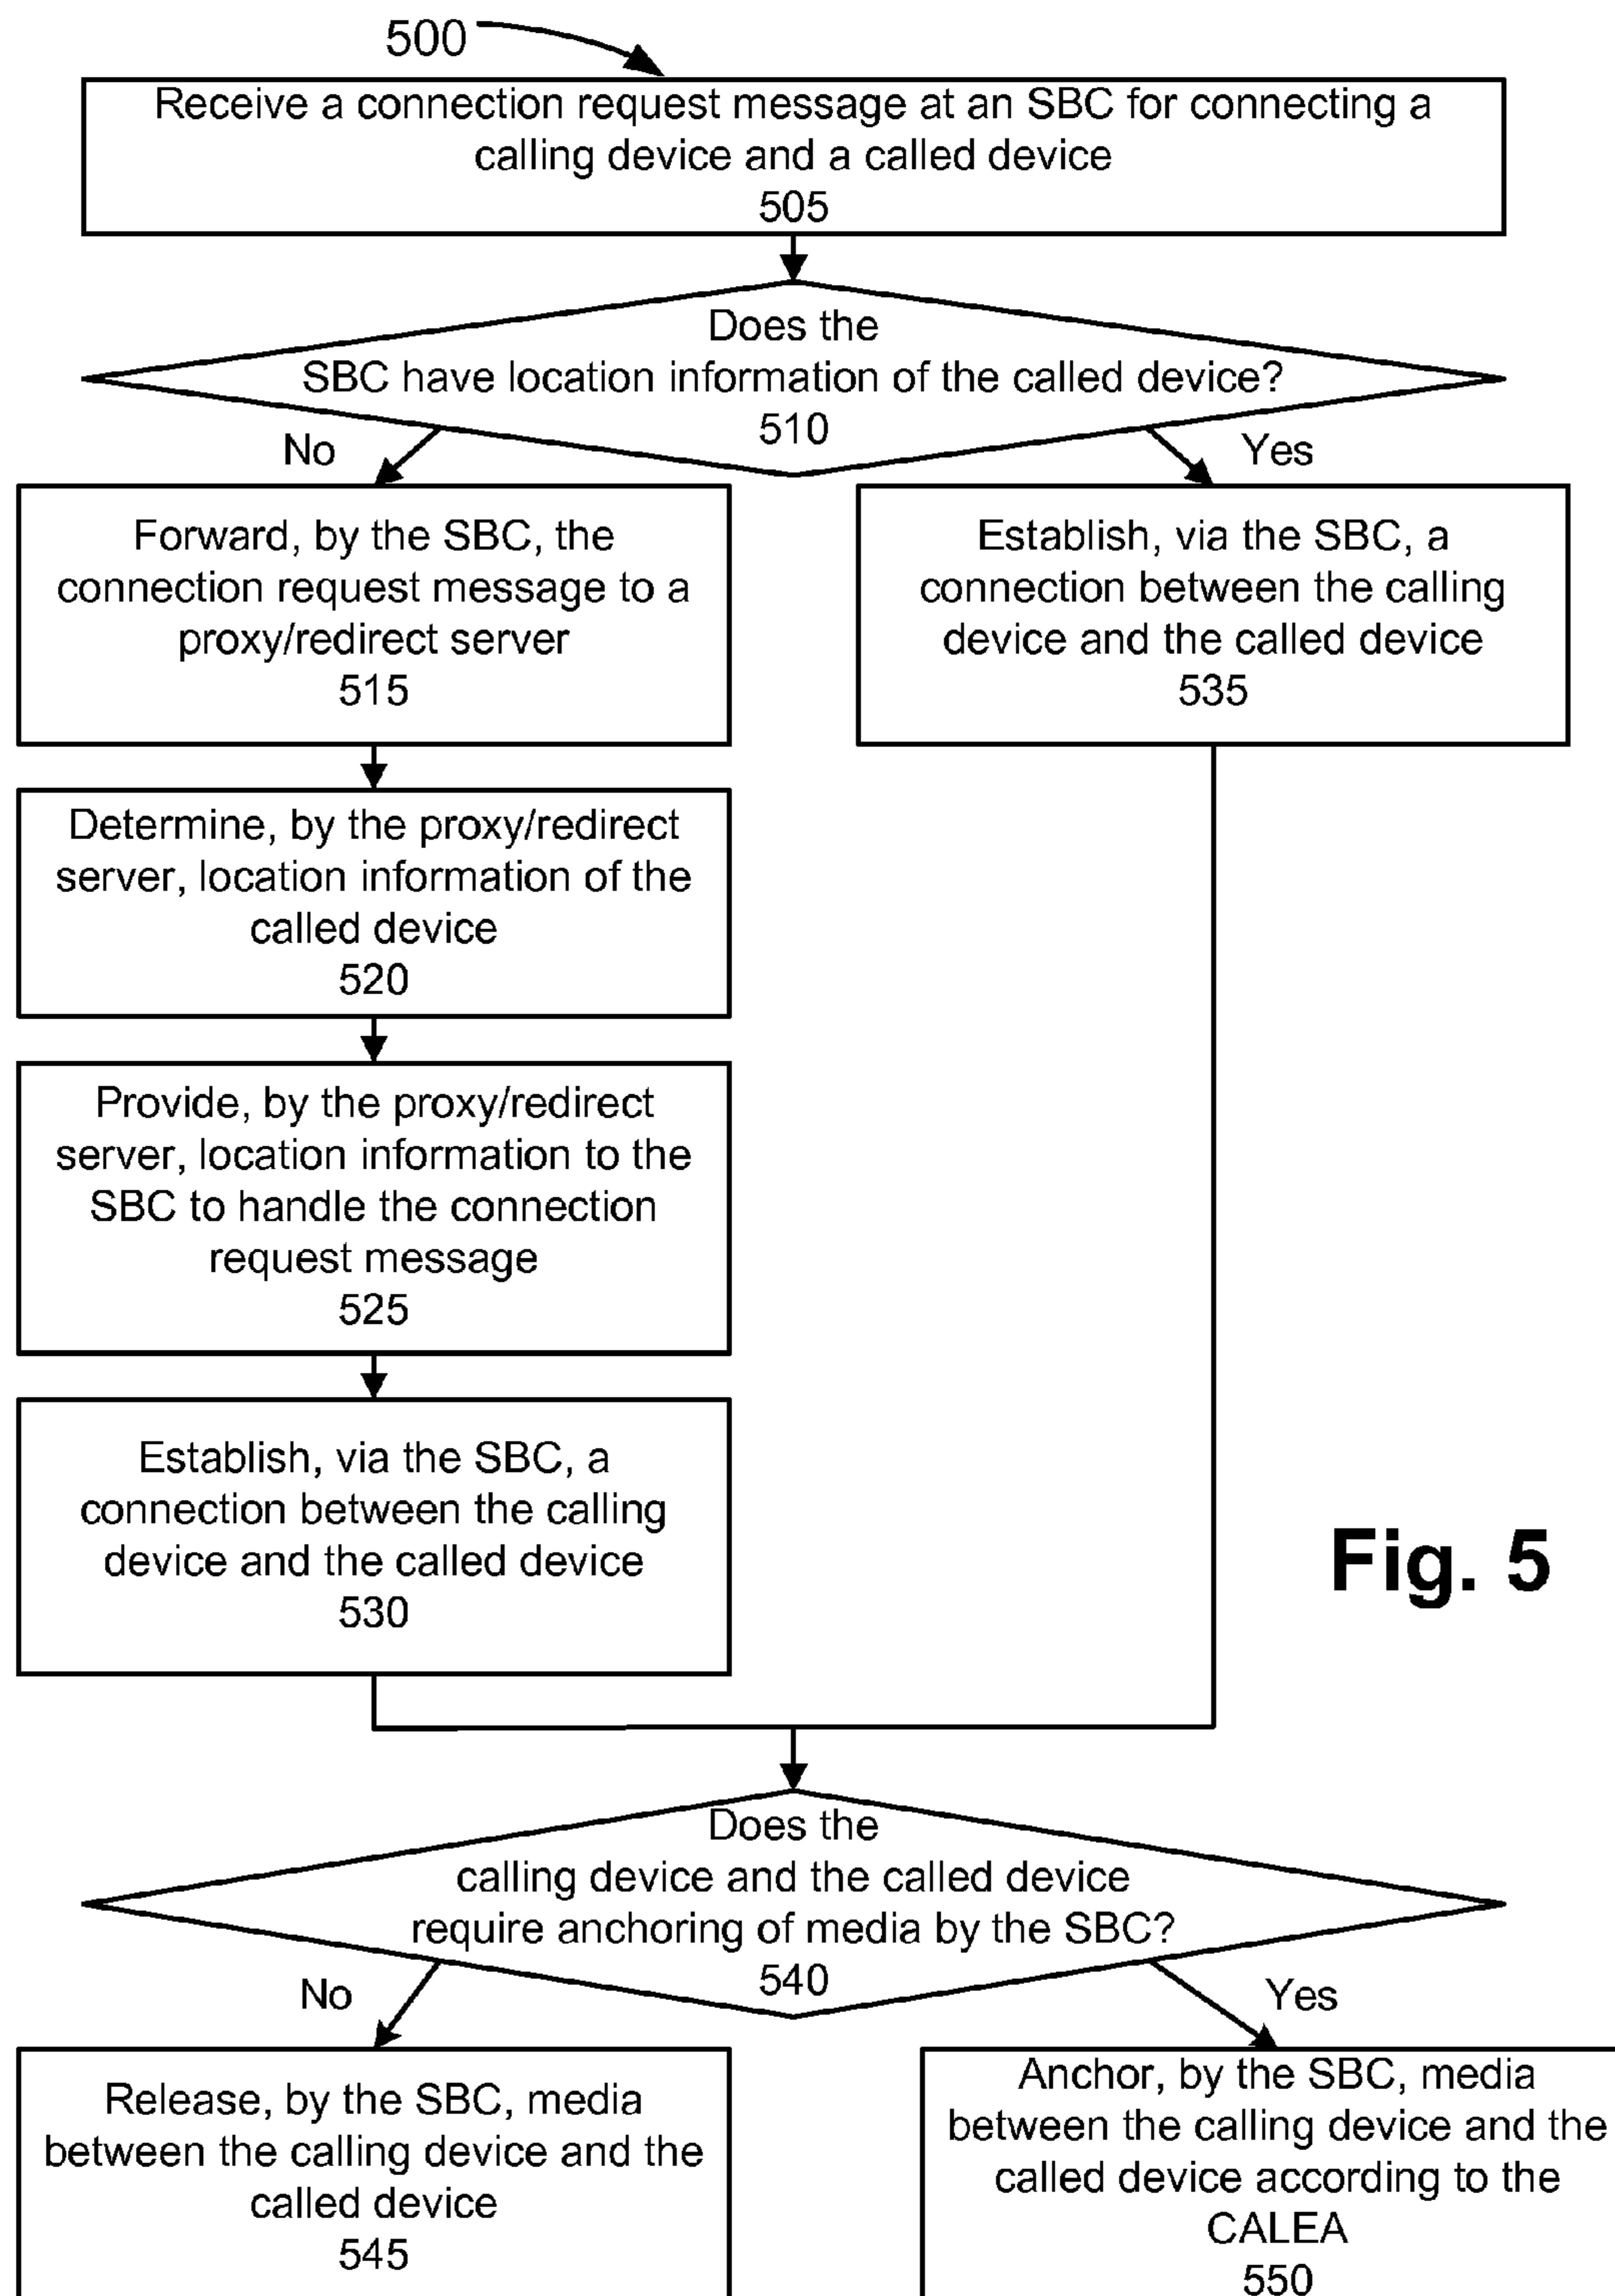 500
Receive a connection request message at an SBC for connecting a
calling device and a called device
505
Does the
SBC have location information of the called device?
510
No
Yes
Forward, by the SBC, the
connection request message to a
proxy/redirect server
515
Establish, via the SBC, a
connection between the calling
device and the called device
535
Determine, by the proxy/redirect
server, location information of the
called device
520
Provide, by the proxy/redirect
server, location information to the
SBC to handle the connection
request message
525
Establish, via the SBC, a
connection between the calling
device and the called device
530
Fig. 5
Does the
calling device and the called device
require anchoring of media by the SBC?
540
No
Yes
Release, by the SBC, media
between the calling device and the
called device
545
Anchor, by the SBC, media
between the calling device and the
called device according to the
CALEA
550